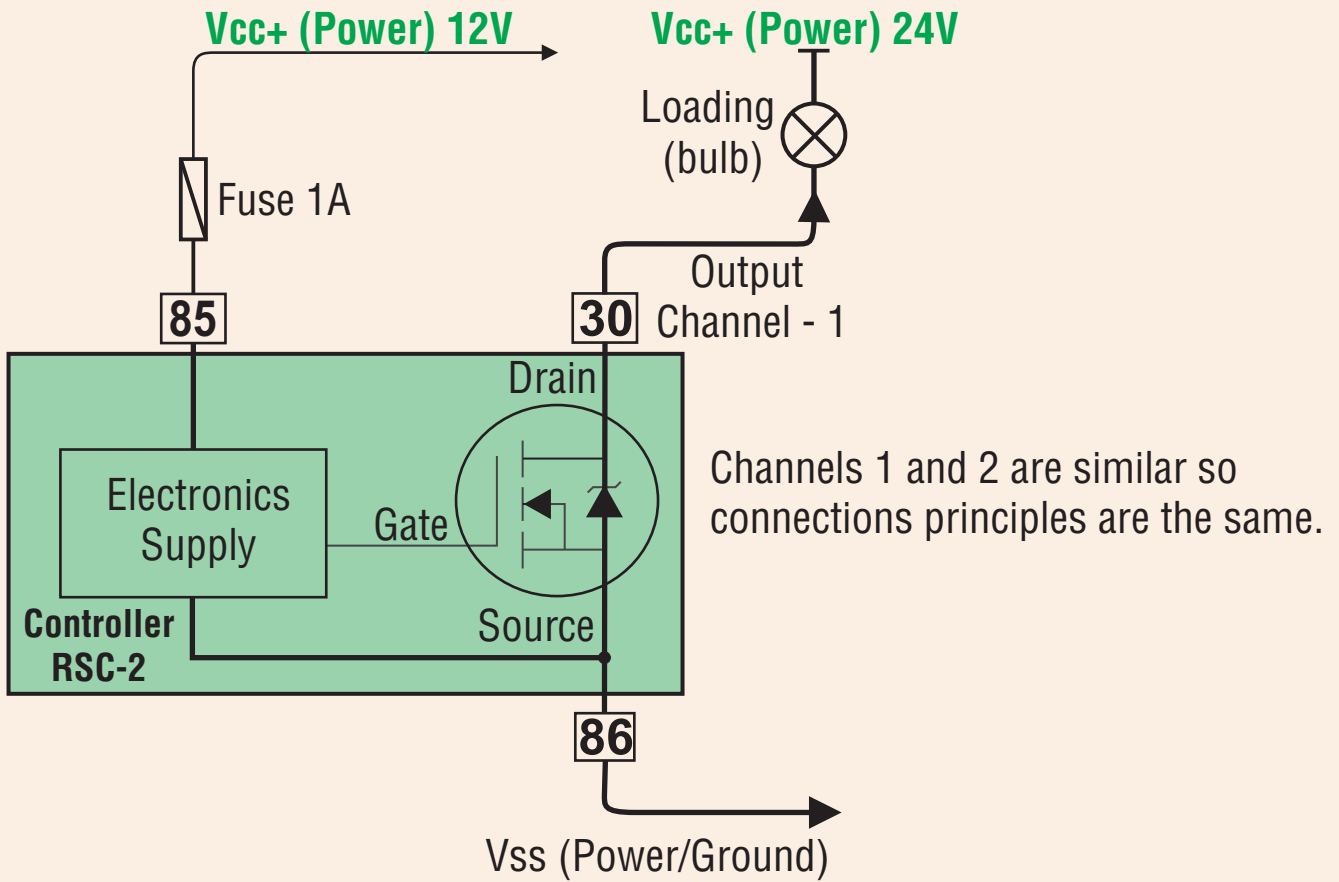 Vcc+ (Power) 12V
Vcc+ (Power) 24V
Loading
(bulb)
Fuse 1A
Output
Channel - 1
85
30
Drain
Electronics
Supply
Gate
Channels 1 and 2 are similar so
connections principles are the same.
Controller
RSC-2
Source
86
Vss (Power/Ground)